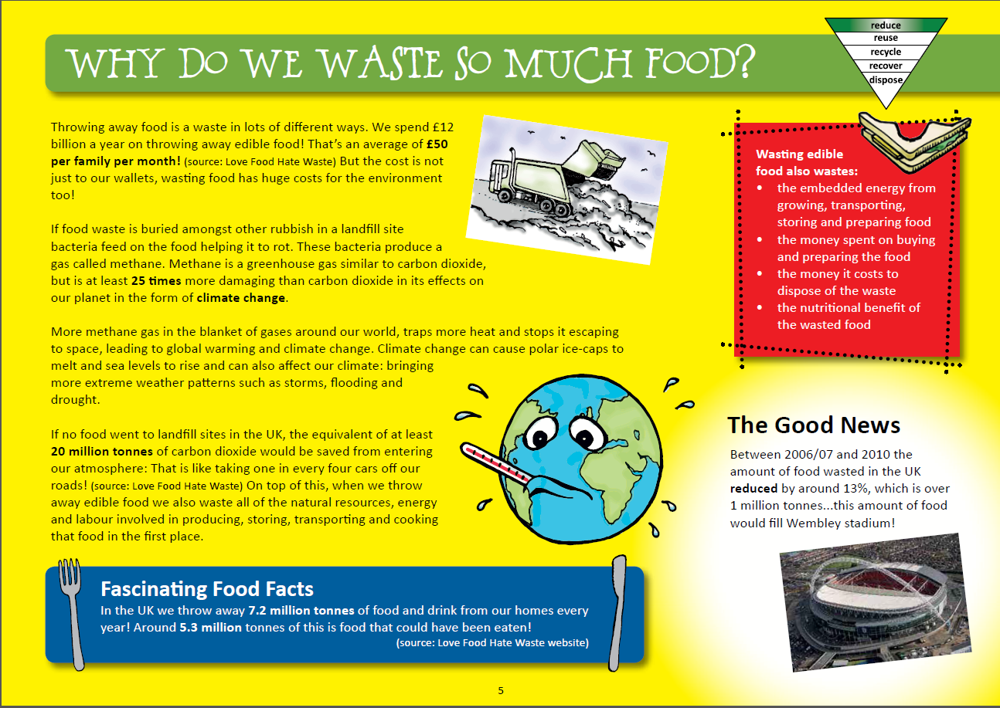 reduce
reuse
recycle
recover
dispose
WHY DO WE WASTE SO MUCH FOOD?
Throwing away food is a waste in lots of different ways. We spend £12
billion a year on throwing away edible food! That's an average of £50
per family per month! (source: Love Food Hate Waste) But the cost is not
just to our wallets, wasting food has huge costs for the environment
too!
If food waste is buried amongst other rubbish in a landfill site
bacteria feed on the food helping it to rot. These bacteria produce a
gas called methane. Methane is a greenhouse gas similar to carbon dioxide,
but is at least 25 times more damaging than carbon dioxide in its effects on
our planet in the form of climate change.
More methane gas in the blanket of gases around our world, traps more heat and stops it escaping
to space, leading to global warming and climate change. Climate change can cause polar ice-caps to
melt and sea levels to rise and can also affect our climate: bringing
more extreme weather patterns such as storms, flooding and
drought.
If no food went to landfill sites in the UK, the equivalent of at least
20 million tonnes of carbon dioxide would be saved from entering
our atmosphere: That is like taking one in every four cars off our
roads! (source: Love Food Hate Waste) On top of this, when we throw
away edible food we also waste all of the natural resources, energy
and labour involved in producing, storing, transporting and cooking
that food in the first place.
Wasting edible
food also wastes:
• the embedded energy from
growing, transporting,
storing and preparing food
• the money spent on buying
and preparing the food
• the money it costs to
dispose of the waste
• the nutritional benefit of
the wasted food
The Good News
Between 2006/07 and 2010 the
amount of food wasted in the UK
reduced by around 13%, which is over
1 million tonnes...this amount of food
would fill Wembley stadium!
Fascinating Food Facts
In the UK we throw away 7.2 million tonnes of food and drink from our homes every
year! Around 5.3 million tonnes of this is food that could have been eaten!
(source: Love Food Hate Waste website)
5